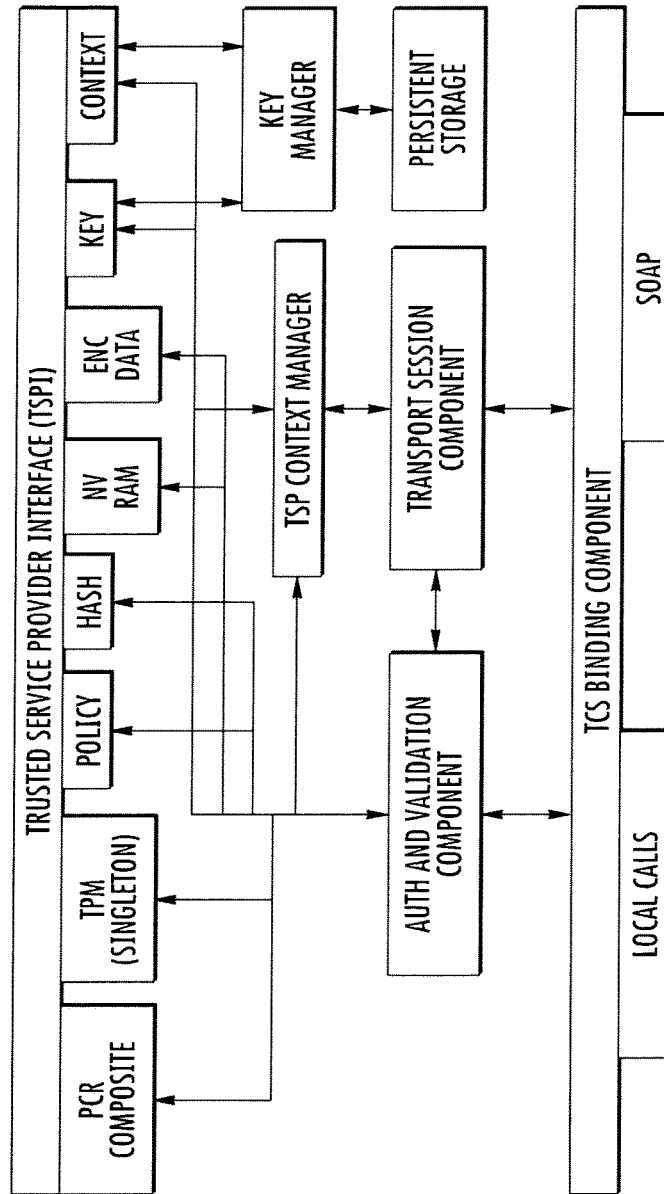 TRUSTED SERVICE PROVIDER INTERFACE (TSPI)
PCR
COMPOSITE
TPM
(SINGLETON)
POLICY
HASH
NV
RAM
ENC
DATA
KEY
CONTEXT
TSP CONTEXT MANAGER
KEY
MANAGER
AUTH AND VALIDATION
COMPONENT
TRANSPORT SESSION
COMPONENT
PERSISTENT
STORAGE
TCS BINDING COMPONENT
LOCAL CALLS
SOAP